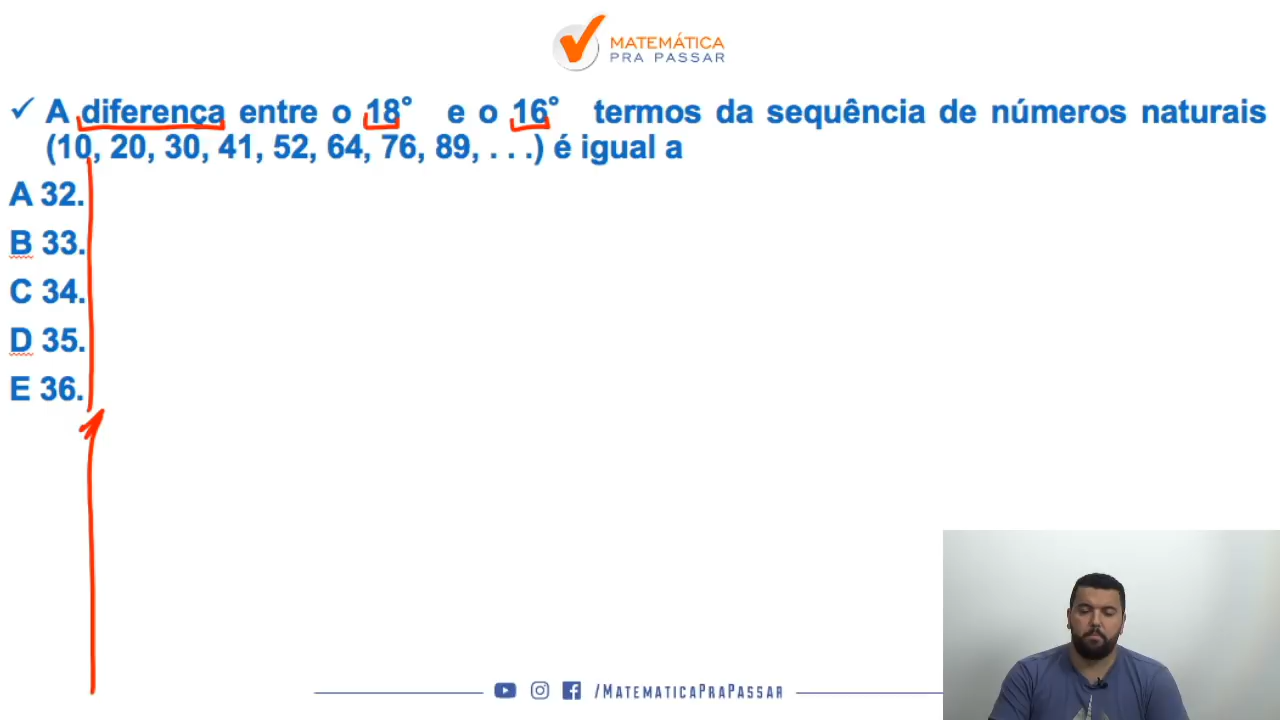 MATEMÁTICA
PRA PASSAR
✓ A diferença entre o 18° e o 16° termos da sequência de números naturais
(10, 20, 30, 41, 52, 64, 76, 89, . . .) é igual a
A 32.
B 33.
C 34.
D 35.
E 36.
/MATEMATICAPRAPASSAR